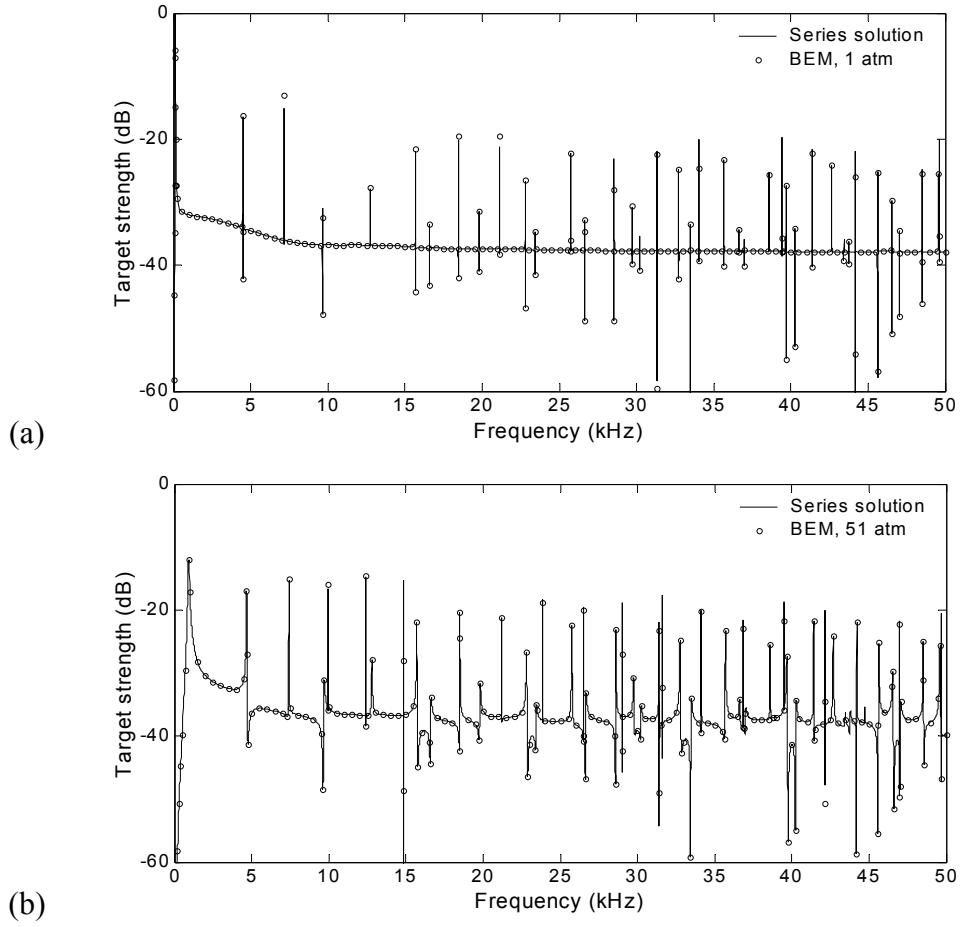 0
-20
-40
-60
Target strength (dB)
Series solution
BEM, 1 atm
0 5 10 15 20 25 30 35 40 45 50
Frequency (kHz)
(a)
0
-20
-40
-60
Target strength (dB)
Series solution
BEM, 51 atm
0 5 10 15 20 25 30 35 40 45 50
Frequency (kHz)
(b)